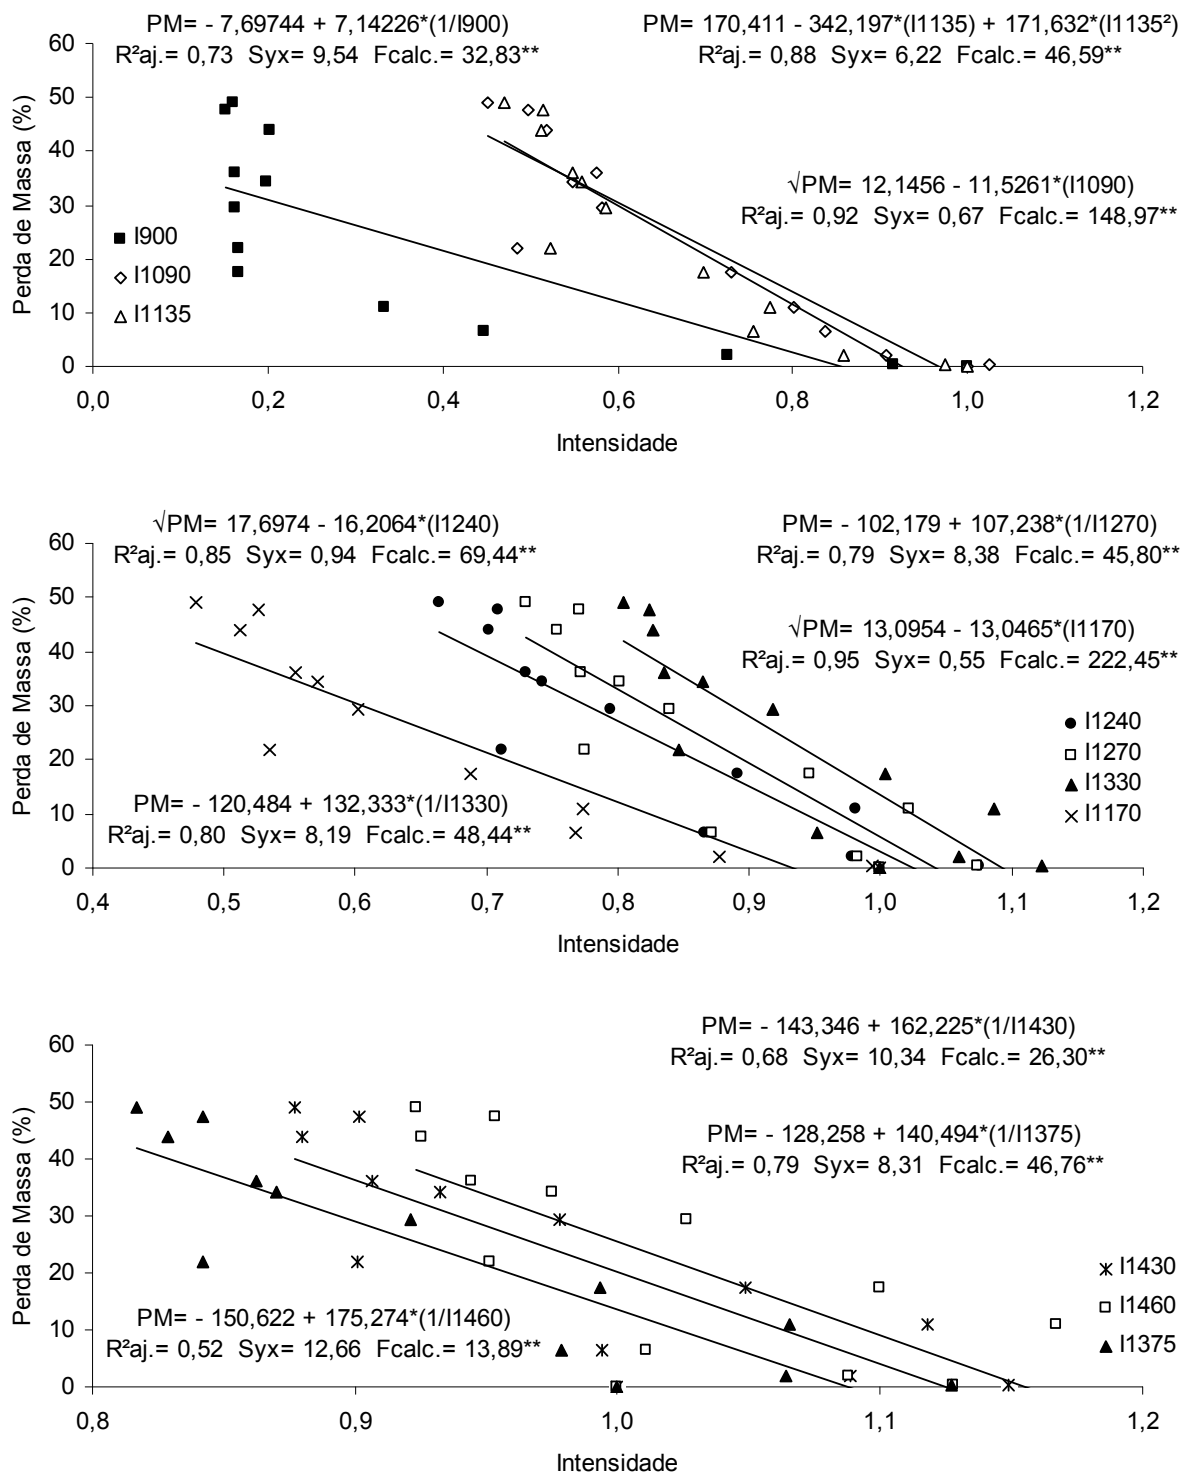 PM= - 7,69744 + 7,14226*(1/I900)
R²aj.= 0,73 Syx= 9,54 Fcalc.= 32,83**
PM= 170,411 - 342,197*(I1135) + 171,632*(I1135²)
R²aj.= 0,88 Syx= 6,22 Fcalc.= 46,59**
√PM= 12,1456 - 11,5261*(I1090)
R²aj.= 0,92 Syx= 0,67 Fcalc.= 148,97**
Perda de Massa (%)
60
50
40
30
20
10
0
I900
I1090
I1135
0,0 0,2 0,4 0,6 0,8 1,0 1,2
Intensidade
√PM= 17,6974 - 16,2064*(I1240)
R²aj.= 0,85 Syx= 0,94 Fcalc.= 69,44**
PM= - 102,179 + 107,238*(1/I1270)
R²aj.= 0,79 Syx= 8,38 Fcalc.= 45,80**
√PM= 13,0954 - 13,0465*(I1170)
R²aj.= 0,95 Syx= 0,55 Fcalc.= 222,45**
Perda de Massa (%)
60
50
40
30
20
10
0
I1240
I1270
I1330
I1170
PM= - 120,484 + 132,333*(1/I1330)
R²aj.= 0,80 Syx= 8,19 Fcalc.= 48,44**
0,4 0,5 0,6 0,7 0,8 0,9 1,0 1,1 1,2
Intensidade
PM= - 143,346 + 162,225*(1/I1430)
R²aj.= 0,68 Syx= 10,34 Fcalc.= 26,30**
PM= - 128,258 + 140,494*(1/I1375)
R²aj.= 0,79 Syx= 8,31 Fcalc.= 46,76**
Perda de Massa (%)
60
50
40
30
20
10
0
I1430
I1460
I1375
PM= - 150,622 + 175,274*(1/I1460)
R²aj.= 0,52 Syx= 12,66 Fcalc.= 13,89**
0,8 0,9 1,0 1,1 1,2
Intensidade